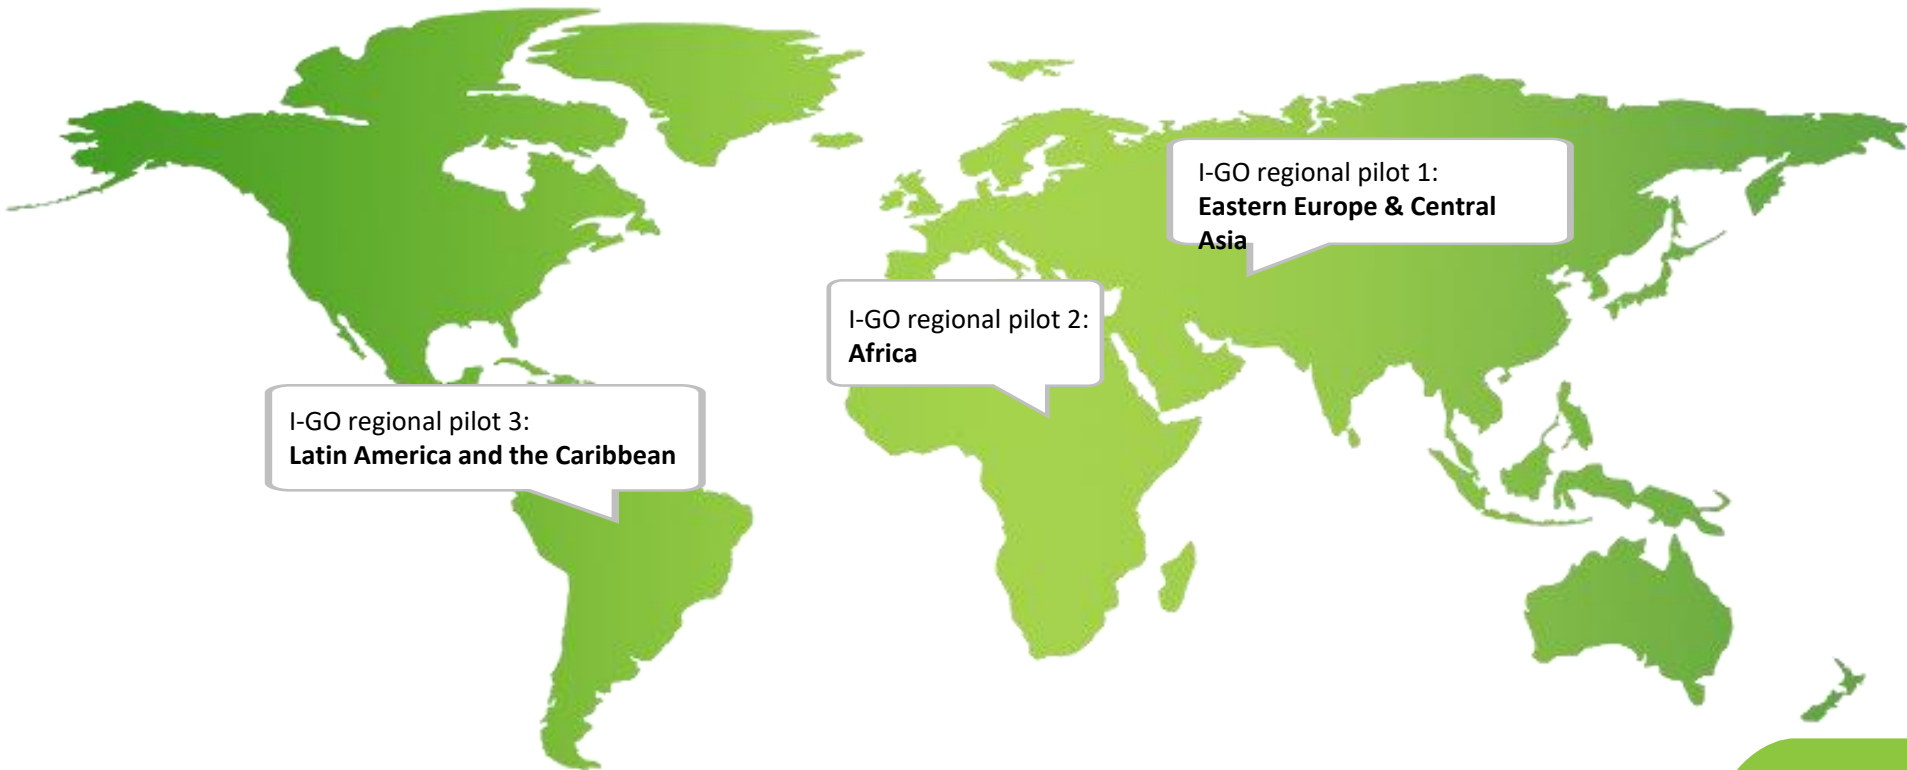 I-GO regional pilot 1:
Eastern Europe & Central
Asia
I-GO regional pilot 2:
Africa
I-GO regional pilot 3:
Latin America and the Caribbean